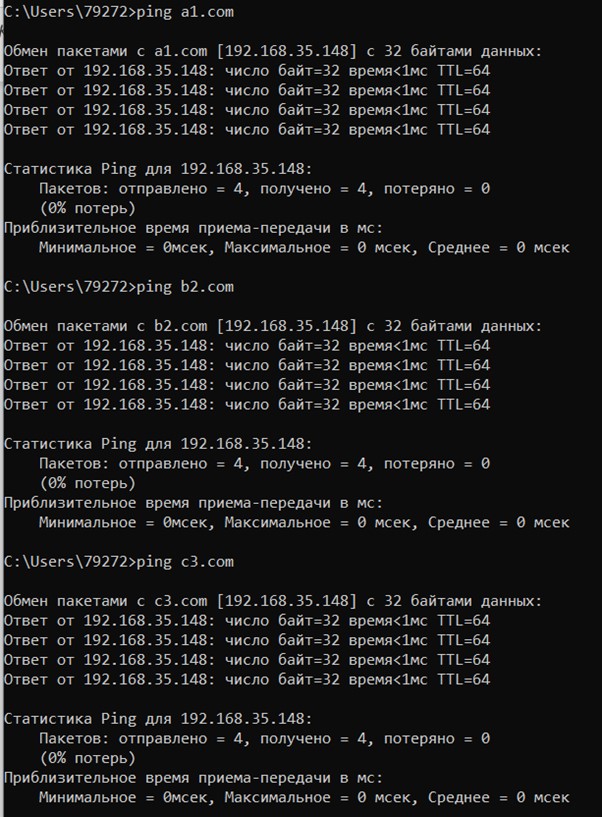 C:\Users\79272>ping a1.com
Обмен пакетами с a1.com [192.168.35.148] с 32 байтами данных:
Ответ от 192.168.35.148: число байт=32 время<1мс TTL=64
Ответ от 192.168.35.148: число байт=32 время<1мс TTL=64
Ответ от 192.168.35.148: число байт=32 время<1мс TTL=64
Ответ от 192.168.35.148: число байт=32 время<1мс TTL=64
Статистика Ping для 192.168.35.148:
Пакетов: отправлено = 4, получено = 4, потеряно = 0
(0% потерь)
Приблизительное время приема-передачи в мс:
Минимальное = 0мсек, Максимальное = 0 мсек, Среднее = 0 мсек
C:\Users\79272>ping b2.com
Обмен пакетами с b2.com [192.168.35.148] с 32 байтами данных:
Ответ от 192.168.35.148: число байт=32 время<1мс TTL=64
Ответ от 192.168.35.148: число байт=32 время<1мс TTL=64
Ответ от 192.168.35.148: число байт=32 время<1мс TTL=64
Ответ от 192.168.35.148: число байт=32 время<1мс TTL=64
Статистика Ping для 192.168.35.148:
Пакетов: отправлено = 4, получено = 4, потеряно = 0
(0% потерь)
Приблизительное время приема-передачи в мс:
Минимальное = 0мсек, Максимальное = 0 мсек, Среднее = 0 мсек
C:\Users\79272>ping c3.com
Обмен пакетами с c3.com [192.168.35.148] с 32 байтами данных:
Ответ от 192.168.35.148: число байт=32 время<1мс TTL=64
Ответ от 192.168.35.148: число байт=32 время<1мс TTL=64
Ответ от 192.168.35.148: число байт=32 время<1мс TTL=64
Ответ от 192.168.35.148: число байт=32 время<1мс TTL=64
Статистика Ping для 192.168.35.148:
Пакетов: отправлено = 4, получено = 4, потеряно = 0
(0% потерь)
Приблизительное время приема-передачи в мс:
Минимальное = 0мсек, Максимальное = 0 мсек, Среднее = 0 мсек